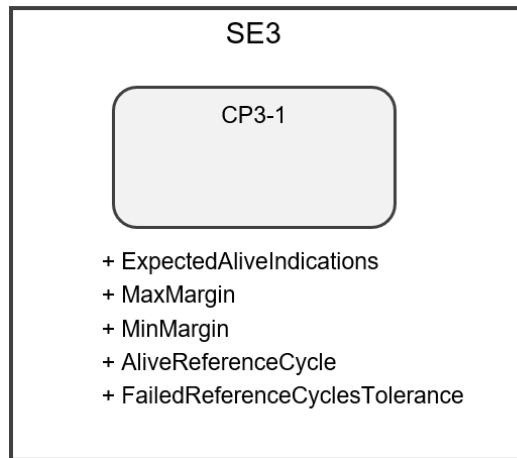 SE3
CP3-1
+ ExpectedAliveIndications
+ MaxMargin
+ MinMargin
+ AliveReferenceCycle
+ FailedReferenceCyclesTolerance